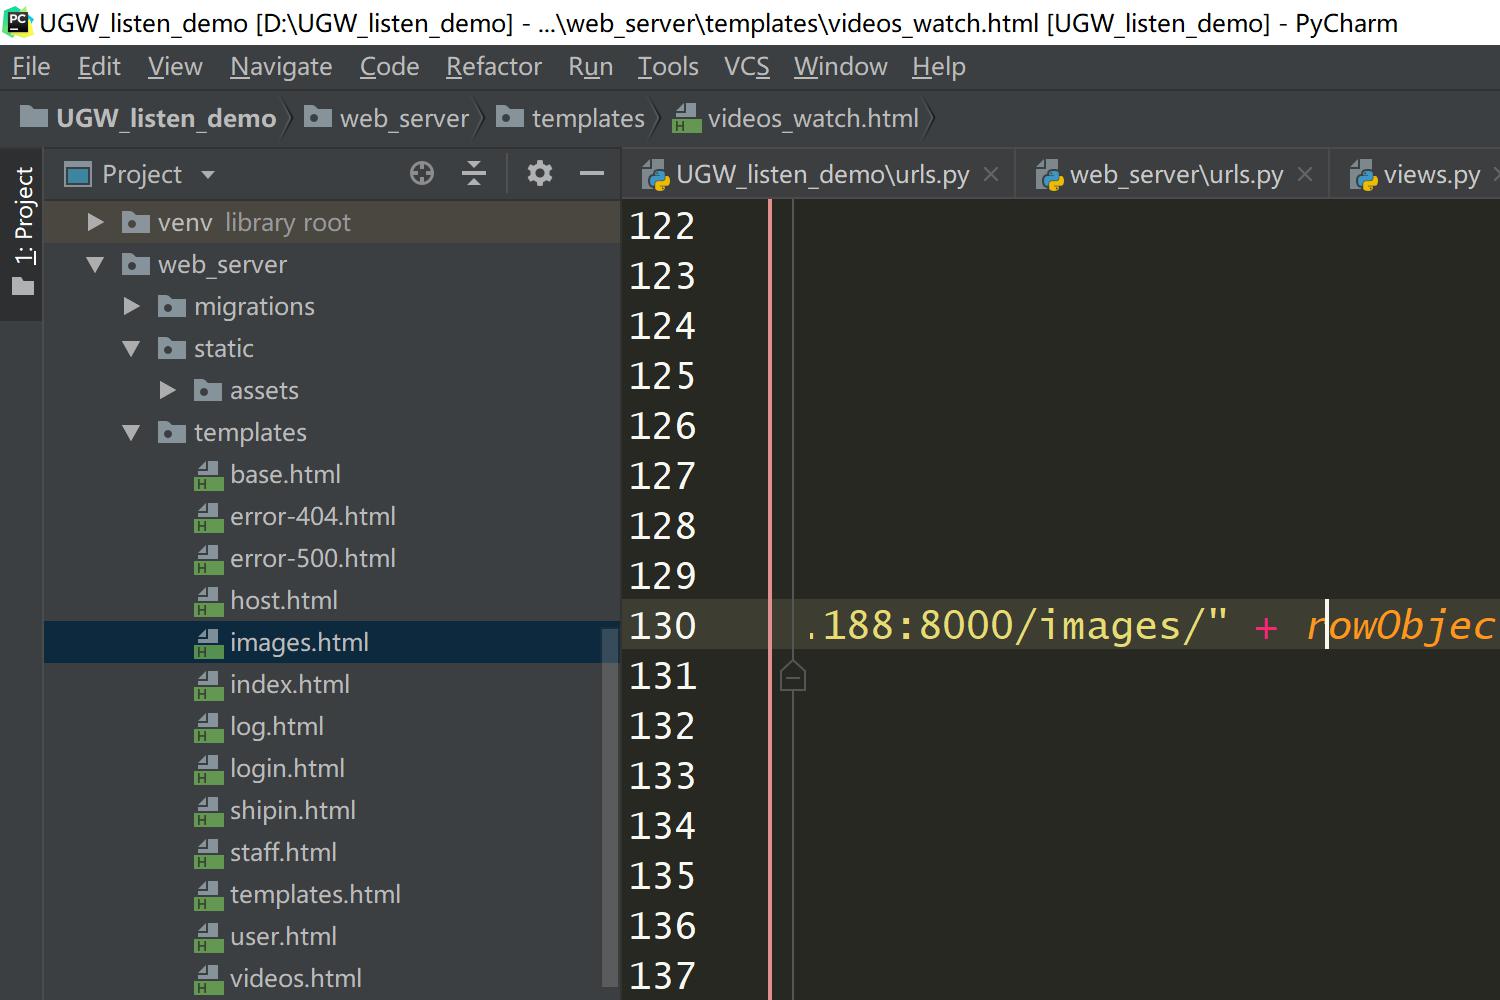 UGW_listen_demo [D:\UGW_listen_demo] - ...\web_server\templates\videos_watch.html [UGW_listen_demo] - PyCharm
File Edit View Navigate Code Refactor Run Tools VCS Window Help
UGW_listen_demo web_server templates videos_watch.html
1: Project
Project
UGW_listen_demo\urls.py web_server\urls.py views.py
venv library root
web_server
migrations
static
assets
templates
base.html
error-404.html
error-500.html
host.html
images.html
index.html
log.html
login.html
shipin.html
staff.html
templates.html
user.html
videos.html
122
123
124
125
126
127
128
129
130 .188:8000/images/" + rowObjec
131
132
133
134
135
136
137